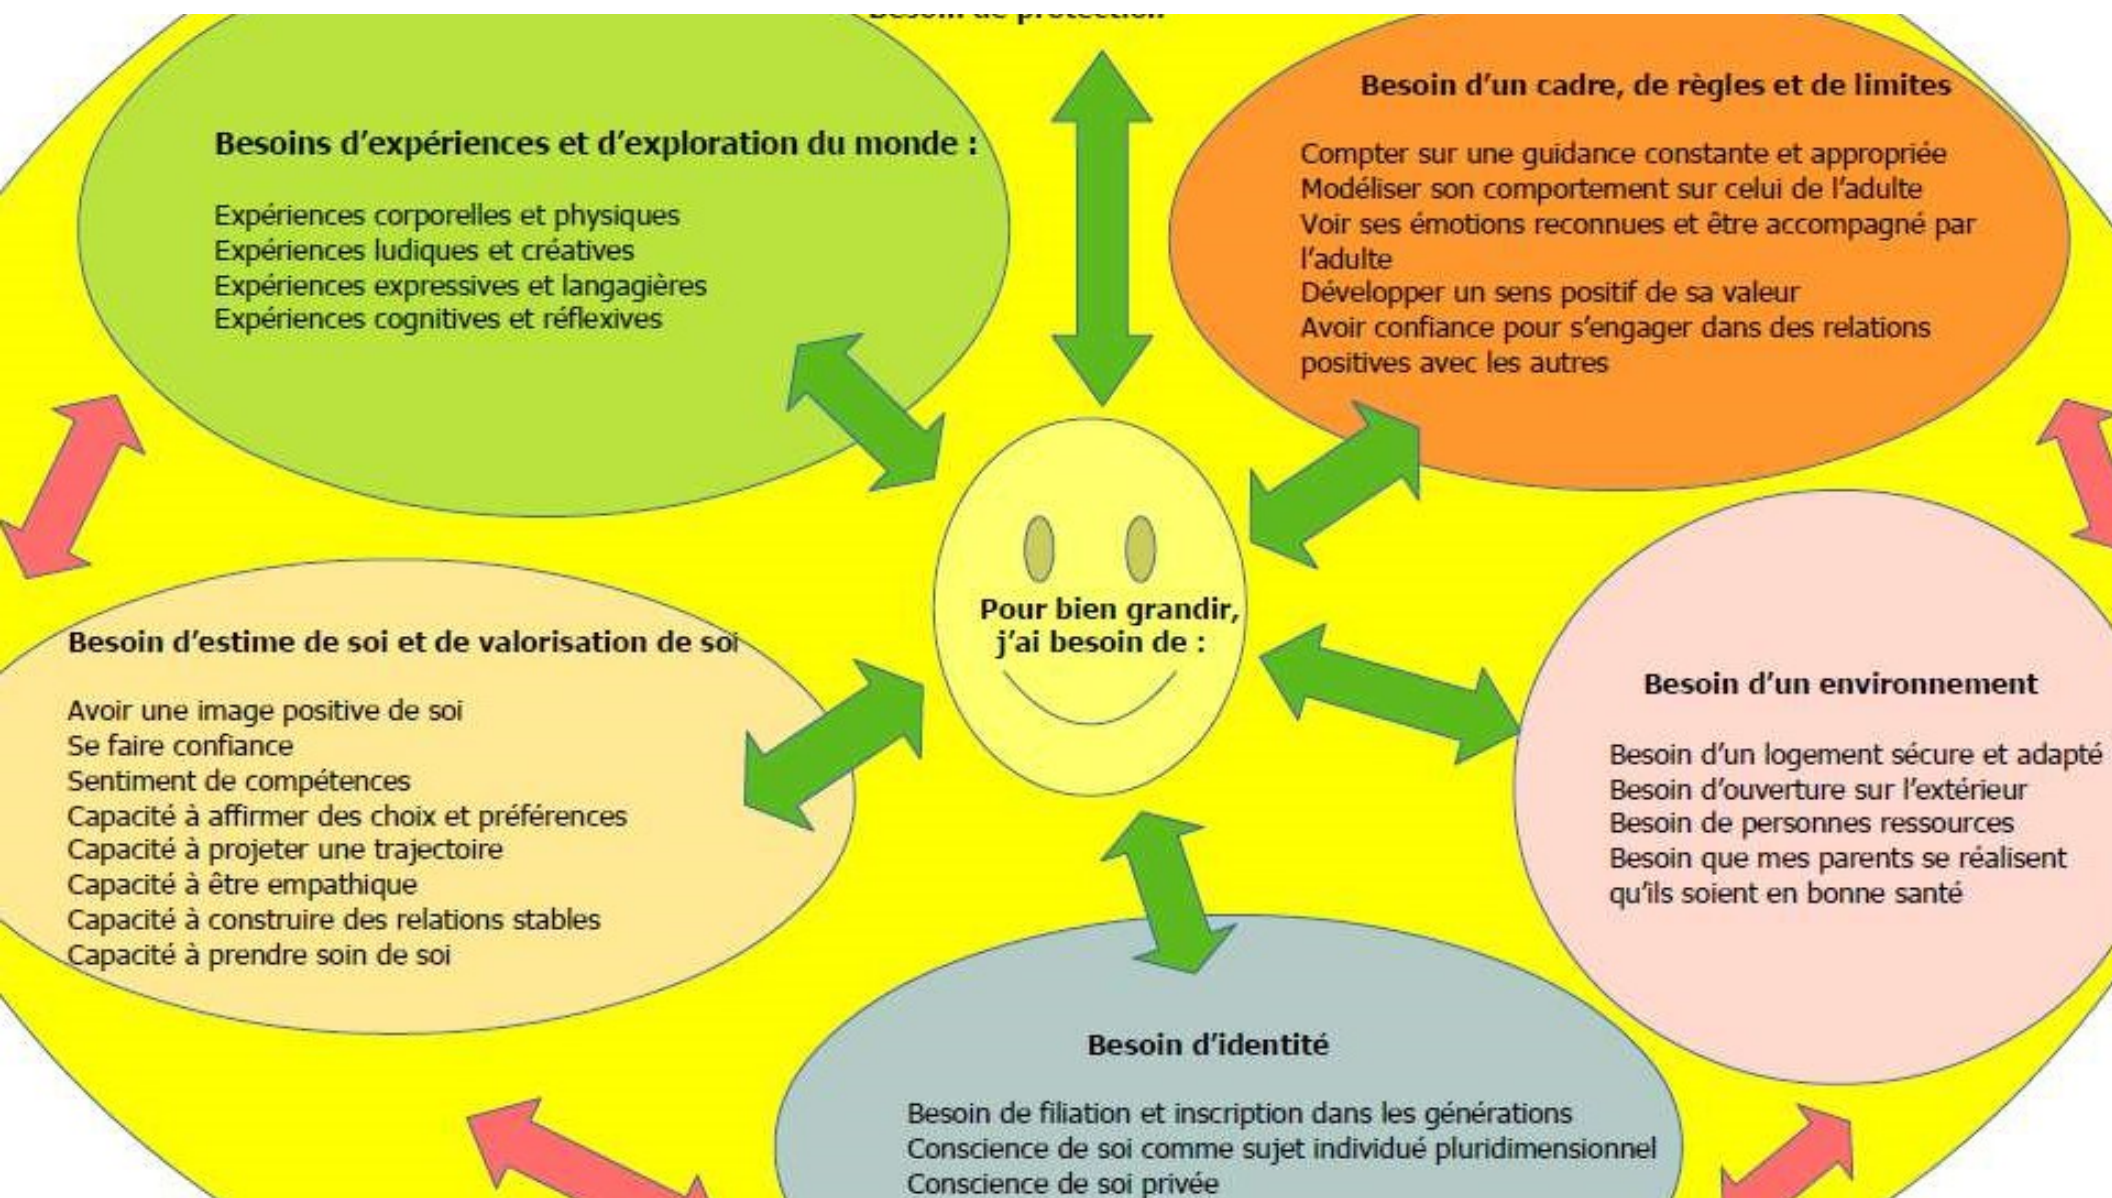 Besoin de protection
Besoins d’expériences et d’exploration du monde :
Expériences corporelles et physiques
Expériences ludiques et créatives
Expériences expressives et langagières
Expériences cognitives et réflexives
Besoin d’un cadre, de règles et de limites
Compter sur une guidance constante et appropriée
Modéliser son comportement sur celui de l’adulte
Voir ses émotions reconnues et être accompagné par
l’adulte
Développer un sens positif de sa valeur
Avoir confiance pour s’engager dans des relations
positives avec les autres
Pour bien grandir,
j’ai besoin de :
Besoin d’estime de soi et de valorisation de soi
Avoir une image positive de soi
Se faire confiance
Sentiment de compétences
Capacité à affirmer des choix et préférences
Capacité à projeter une trajectoire
Capacité à être empathique
Capacité à construire des relations stables
Capacité à prendre soin de soi
Besoin d’un environnement
Besoin d’un logement sécure et adapté
Besoin d’ouverture sur l’extérieur
Besoin de personnes ressources
Besoin que mes parents se réalisent
qu’ils soient en bonne santé
Besoin d’identité
Besoin de filiation et inscription dans les générations
Conscience de soi comme sujet individué pluridimensionnel
Conscience de soi privée